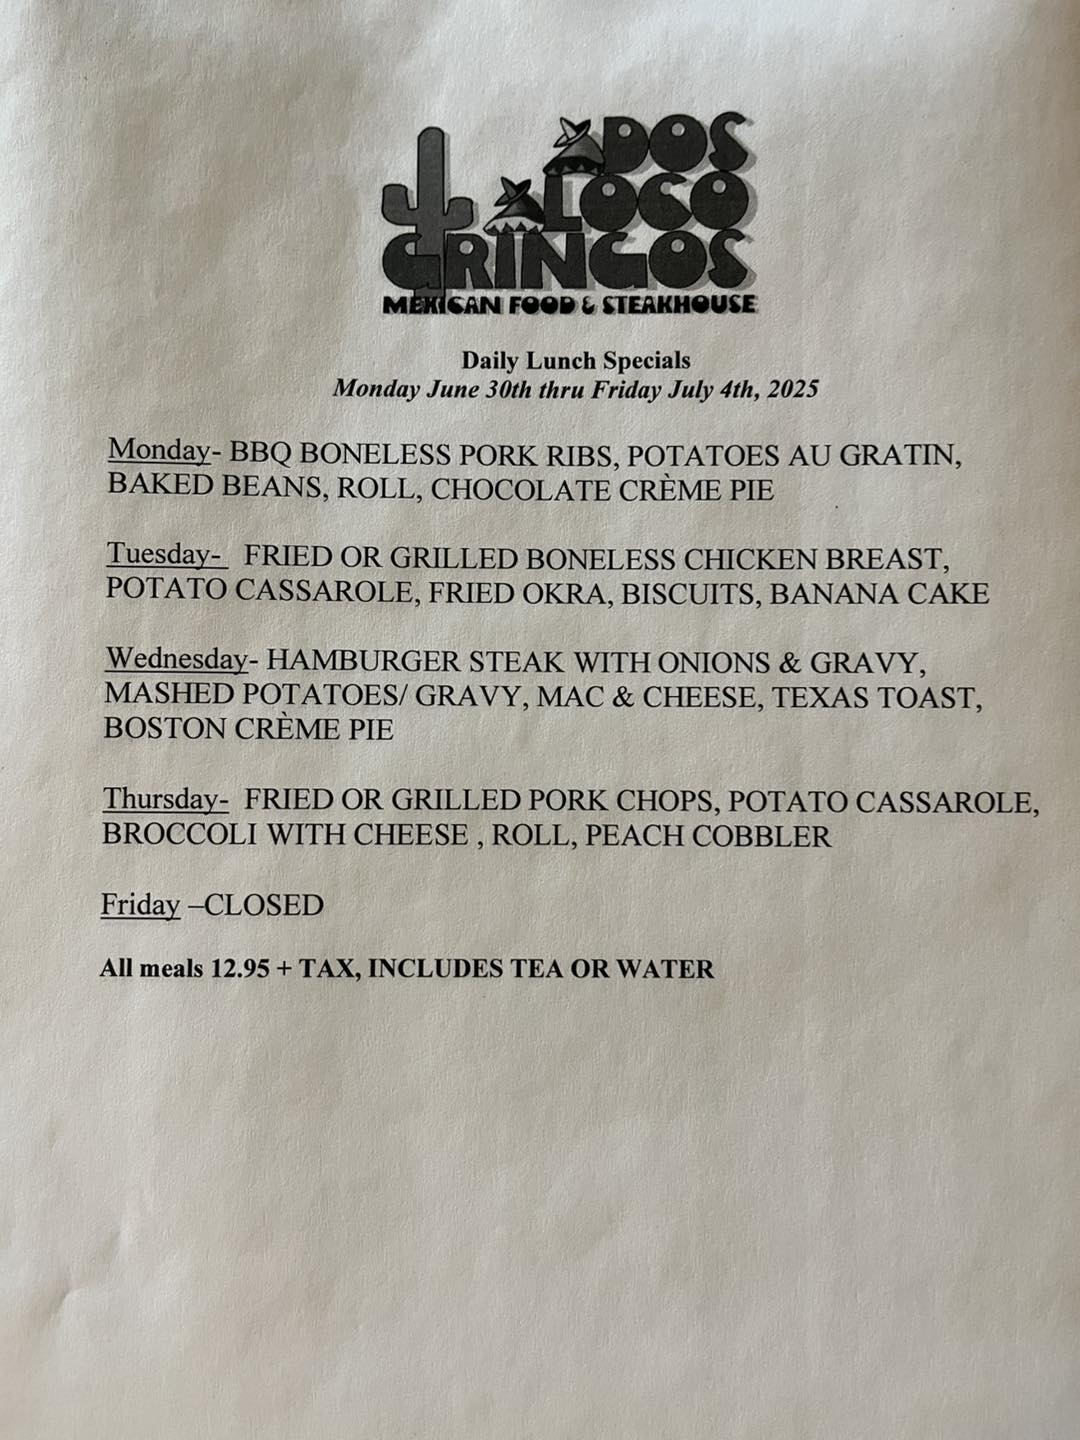 DOS
LOCO
GRINGOS
MEXICAN FOOD & STEAKHOUSE
Daily Lunch Specials
Monday June 30th thru Friday July 4th, 2025
Monday- BBQ BONELESS PORK RIBS, POTATOES AU GRATIN,
BAKED BEANS, ROLL, CHOCOLATE CRÈME PIE
Tuesday- FRIED OR GRILLED BONELESS CHICKEN BREAST,
POTATO CASSAROLE, FRIED OKRA, BISCUITS, BANANA CAKE
Wednesday- HAMBURGER STEAK WITH ONIONS & GRAVY,
MASHED POTATOES/ GRAVY, MAC & CHEESE, TEXAS TOAST,
BOSTON CRÈME PIE
Thursday- FRIED OR GRILLED PORK CHOPS, POTATO CASSAROLE,
BROCCOLI WITH CHEESE , ROLL, PEACH COBBLER
Friday –CLOSED
All meals 12.95 + TAX, INCLUDES TEA OR WATER